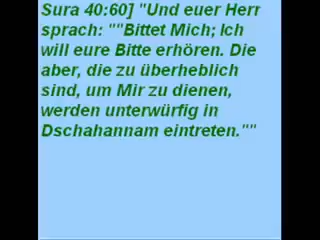 Sura 40:60] "Und euer Herr
sprach: ""Bittet Mich; Ich
will eure Bitte erhören. Die
aber, die zu überheblich
sind, um Mir zu dienen,
werden unterwürfig in
Dschahannam eintreten.""